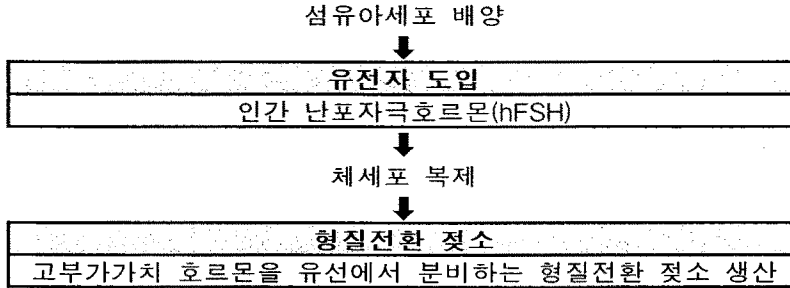 섬유아세포 배양
유전자 도입
인간 난포자극호르몬(hFSH)
체세포 복제
형질전환 젖소
고부가가치 호르몬을 유선에서 분비하는 형질전환 젖소 생산